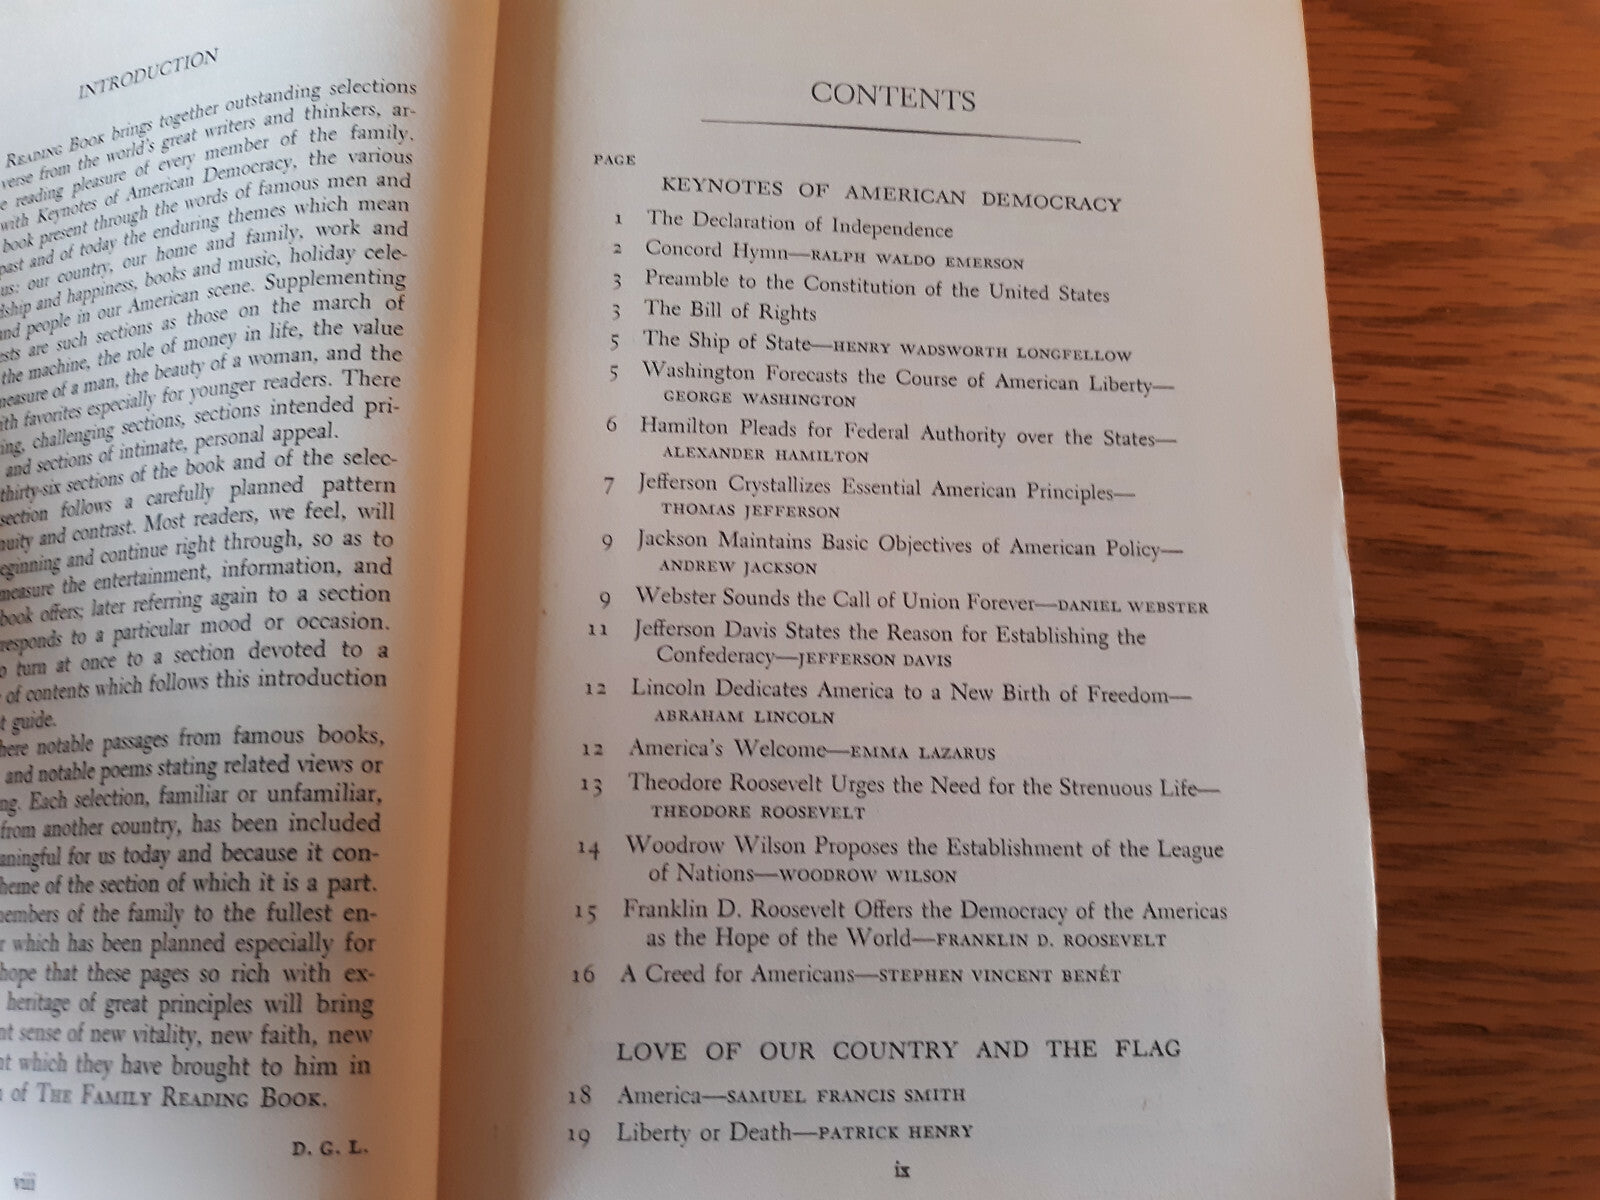 INTRODUCTION
READING BOOK brings together outstanding selections
verse from the world's great writers and thinkers, ar-
e reading pleasure of every member of the family.
with Keynotes of American Democracy, the various
book present through the words of famous men and
past and of today the enduring themes which mean
us: our country, our home and family, work and
dship and happiness, books and music, holiday cele-
and people in our American scene. Supplementing
ests are such sections as those on the march of
the machine, the role of money in life, the value
measure of a man, the beauty of a woman, and the
ith favorites especially for younger readers. There
ing, challenging sections, sections intended pri-
and sections of intimate, personal appeal.
thirty-six sections of the book and of the selec-
section follows a carefully planned pattern
nuity and contrast. Most readers, we feel, will
eginning and continue right through, so as to
measure the entertainment, information, and
book offers; later referring again to a section
responds to a particular mood or occasion.
o turn at once to a section devoted to a
of contents which follows this introduction
t guide.
here notable passages from famous books,
and notable poems stating related views or
ng. Each selection, familiar or unfamiliar,
from another country, has been included
aningful for us today and because it con-
heme of the section of which it is a part.
members of the family to the fullest en-
r which has been planned especially for
hope that these pages so rich with ex-
heritage of great principles will bring
nt sense of new vitality, new faith, new
nt which they have brought to him in
of THE FAMILY READING BOOK.
D. G. L.
viii
CONTENTS
PAGE
KEYNOTES OF AMERICAN DEMOCRACY
1 The Declaration of Independence
2 Concord Hymn—RALPH WALDO EMERSON
3 Preamble to the Constitution of the United States
3 The Bill of Rights
5 The Ship of State—HENRY WADSWORTH LONGFELLOW
5 Washington Forecasts the Course of American Liberty—
GEORGE WASHINGTON
6 Hamilton Pleads for Federal Authority over the States—
ALEXANDER HAMILTON
7 Jefferson Crystallizes Essential American Principles—
THOMAS JEFFERSON
9 Jackson Maintains Basic Objectives of American Policy—
ANDREW JACKSON
9 Webster Sounds the Call of Union Forever—DANIEL WEBSTER
11 Jefferson Davis States the Reason for Establishing the
Confederacy—JEFFERSON DAVIS
12 Lincoln Dedicates America to a New Birth of Freedom—
ABRAHAM LINCOLN
12 America's Welcome—EMMA LAZARUS
13 Theodore Roosevelt Urges the Need for the Strenuous Life—
THEODORE ROOSEVELT
14 Woodrow Wilson Proposes the Establishment of the League
of Nations—WOODROW WILSON
15 Franklin D. Roosevelt Offers the Democracy of the Americas
as the Hope of the World—FRANKLIN D. ROOSEVELT
16 A Creed for Americans—STEPHEN VINCENT BENÉT
LOVE OF OUR COUNTRY AND THE FLAG
18 America—SAMUEL FRANCIS SMITH
19 Liberty or Death—PATRICK HENRY
ix